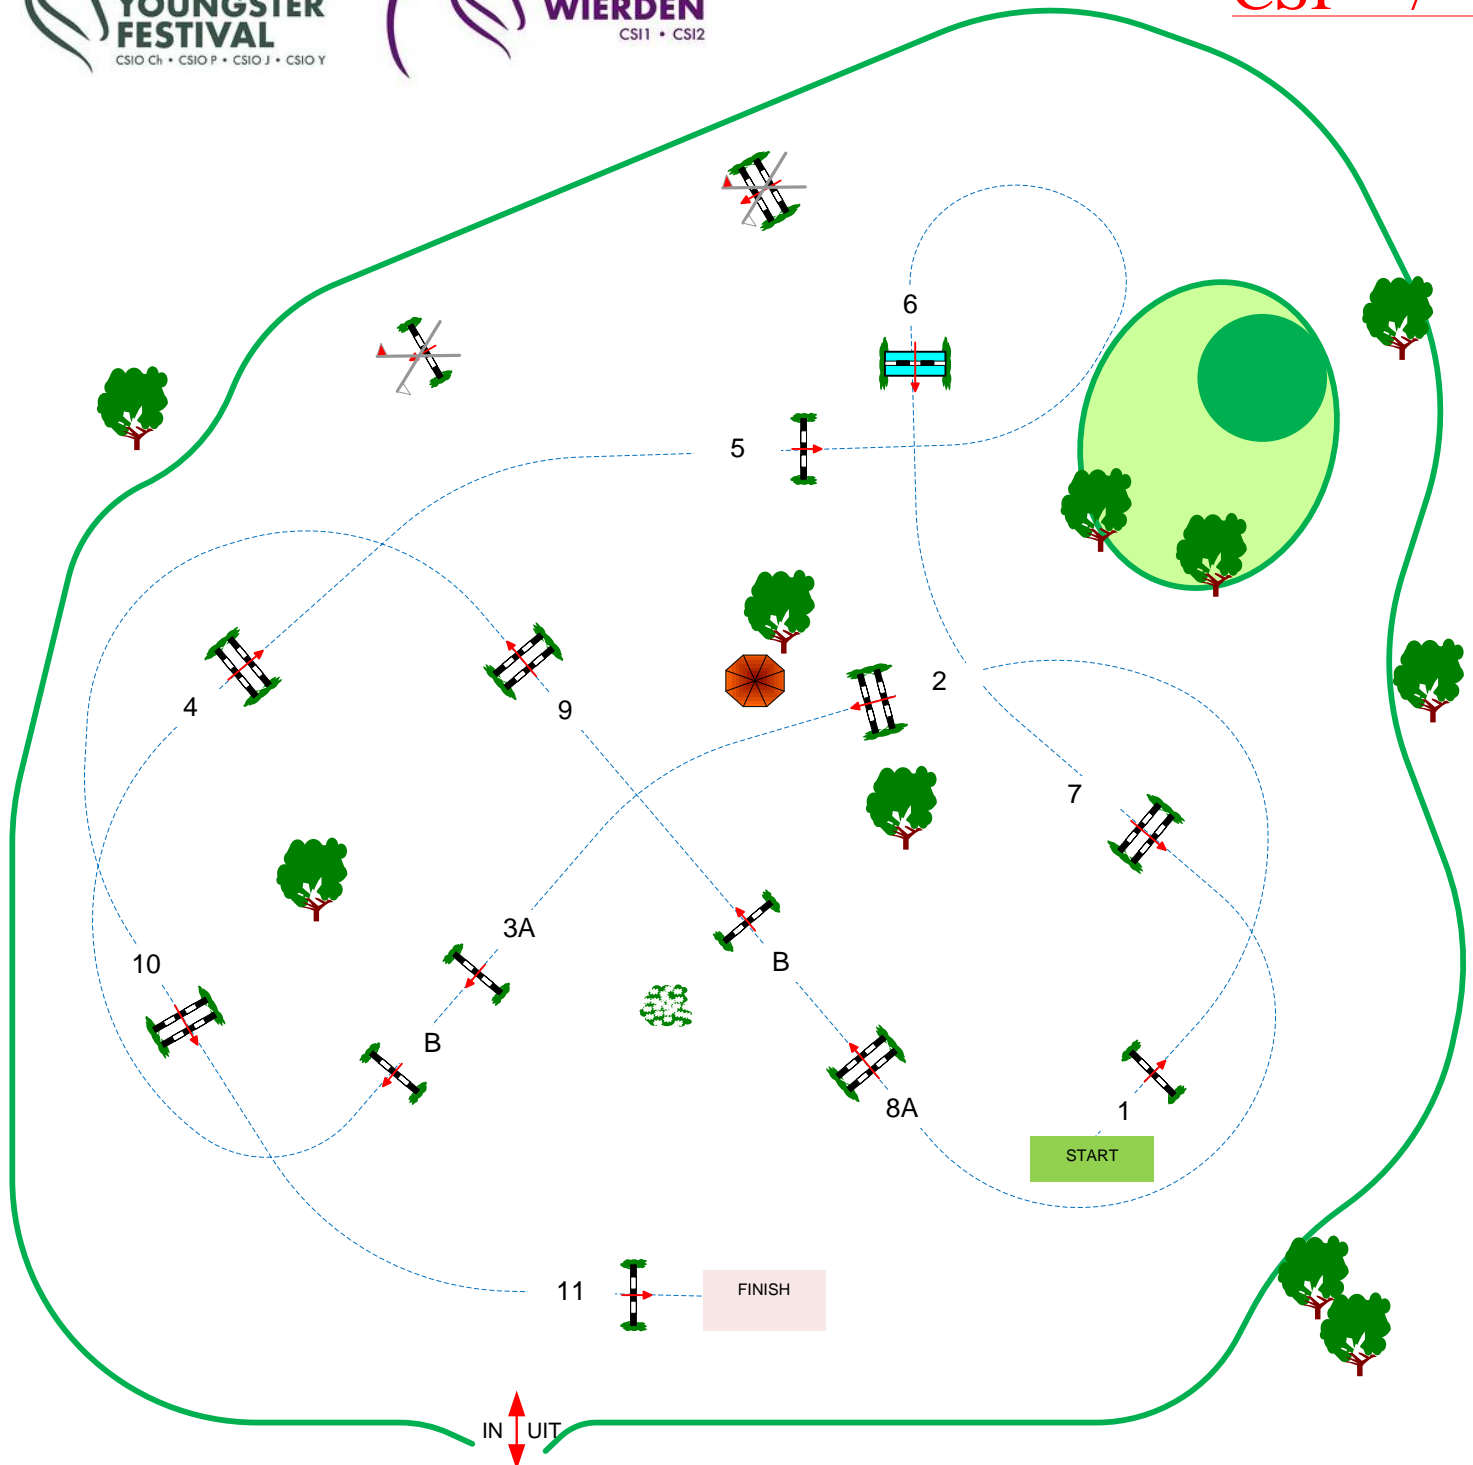 YOUNGSTER
FESTIVAL
CSIO Ch • CSIO P • CSIO J • CSIO Y
WIERDEN
CSI1 • CSI2
6
5
2
4
9
7
3A
B
10
B
8A
1
START
11
FINISH
IN
UIT